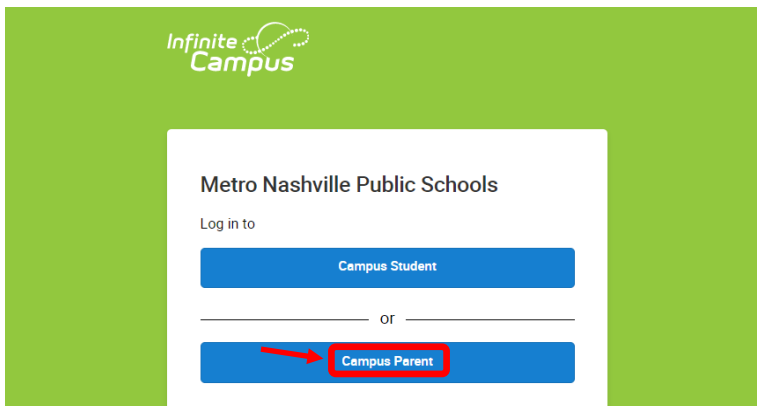 Infinite
Campus
Metro Nashville Public Schools
Log in to
Campus Student
or
Campus Parent